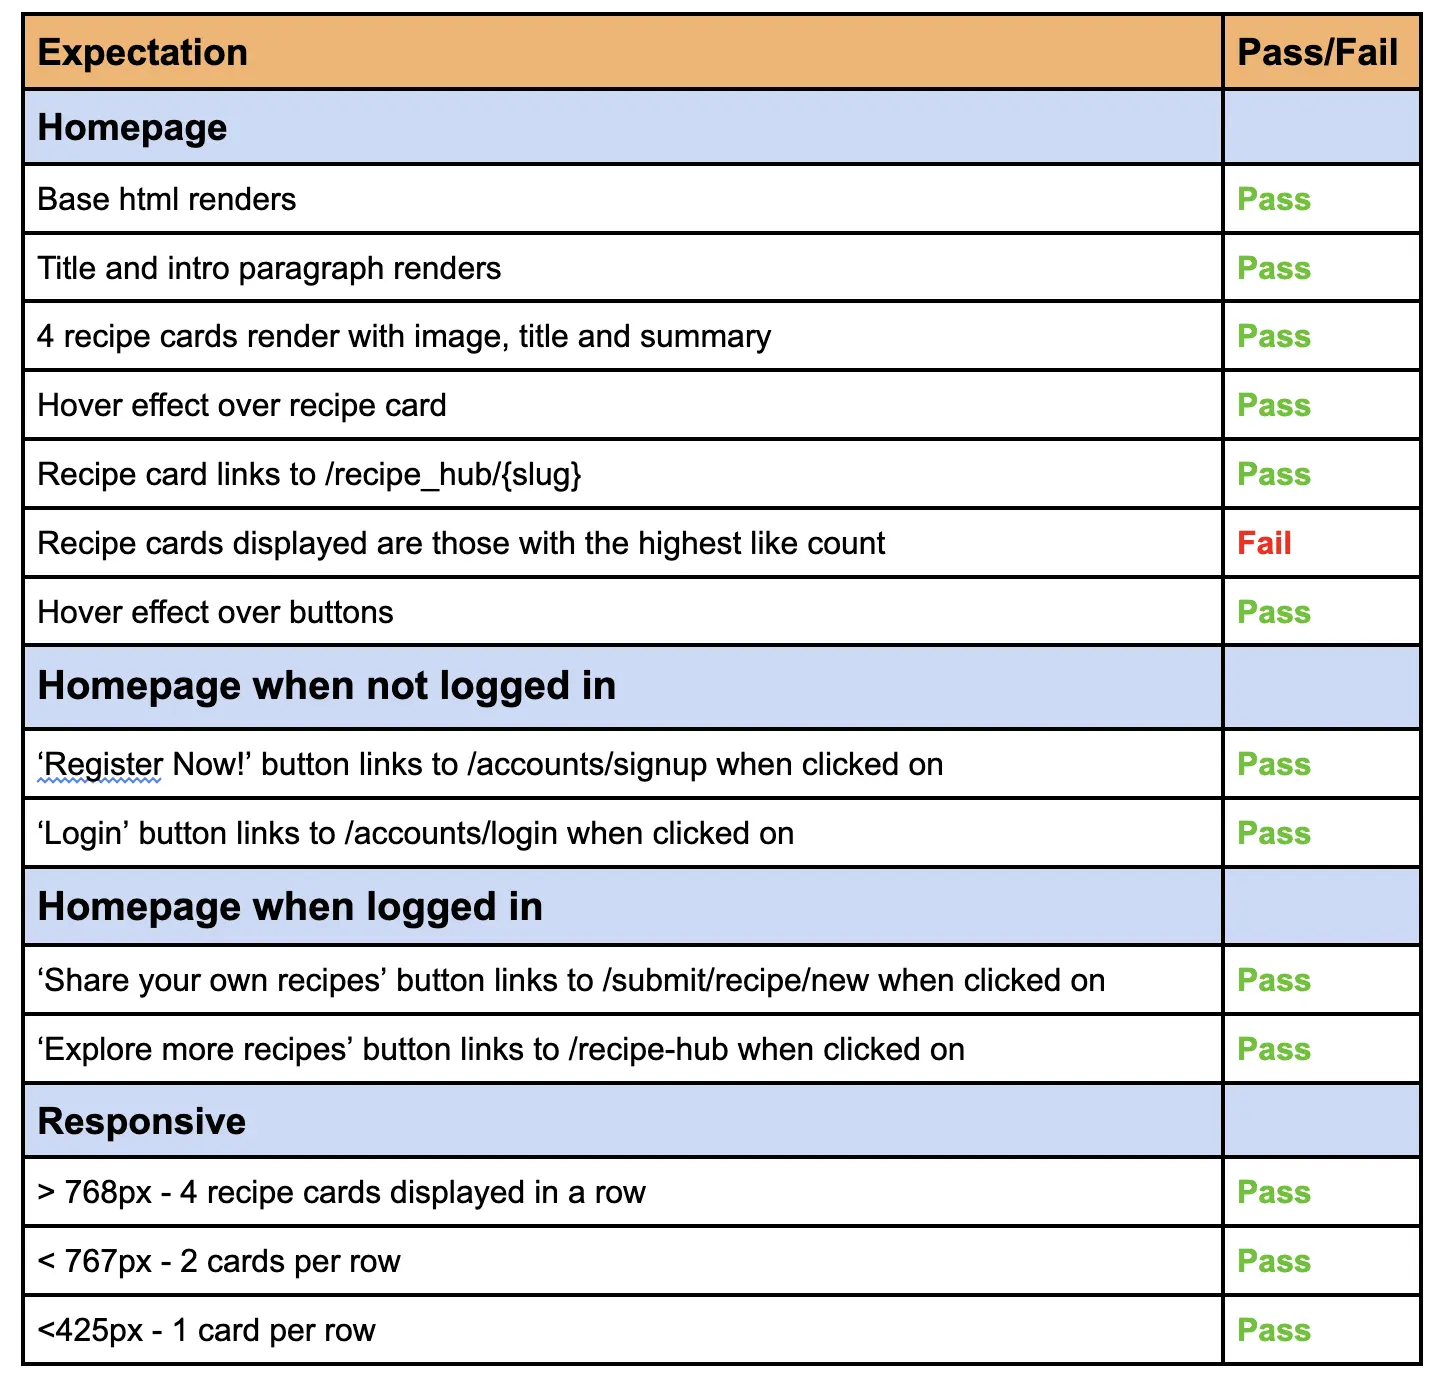 Expectation Pass/Fail
Homepage
Base html renders Pass
Title and intro paragraph renders Pass
4 recipe cards render with image, title and summary Pass
Hover effect over recipe card Pass
Recipe card links to /recipe_hub/{slug} Pass
Recipe cards displayed are those with the highest like count Fail
Hover effect over buttons Pass
Homepage when not logged in
‘Register Now!’ button links to /accounts/signup when clicked on Pass
‘Login’ button links to /accounts/login when clicked on Pass
Homepage when logged in
‘Share your own recipes’ button links to /submit/recipe/new when clicked on Pass
‘Explore more recipes’ button links to /recipe-hub when clicked on Pass
Responsive
> 768px - 4 recipe cards displayed in a row Pass
< 767px - 2 cards per row Pass
<425px - 1 card per row Pass